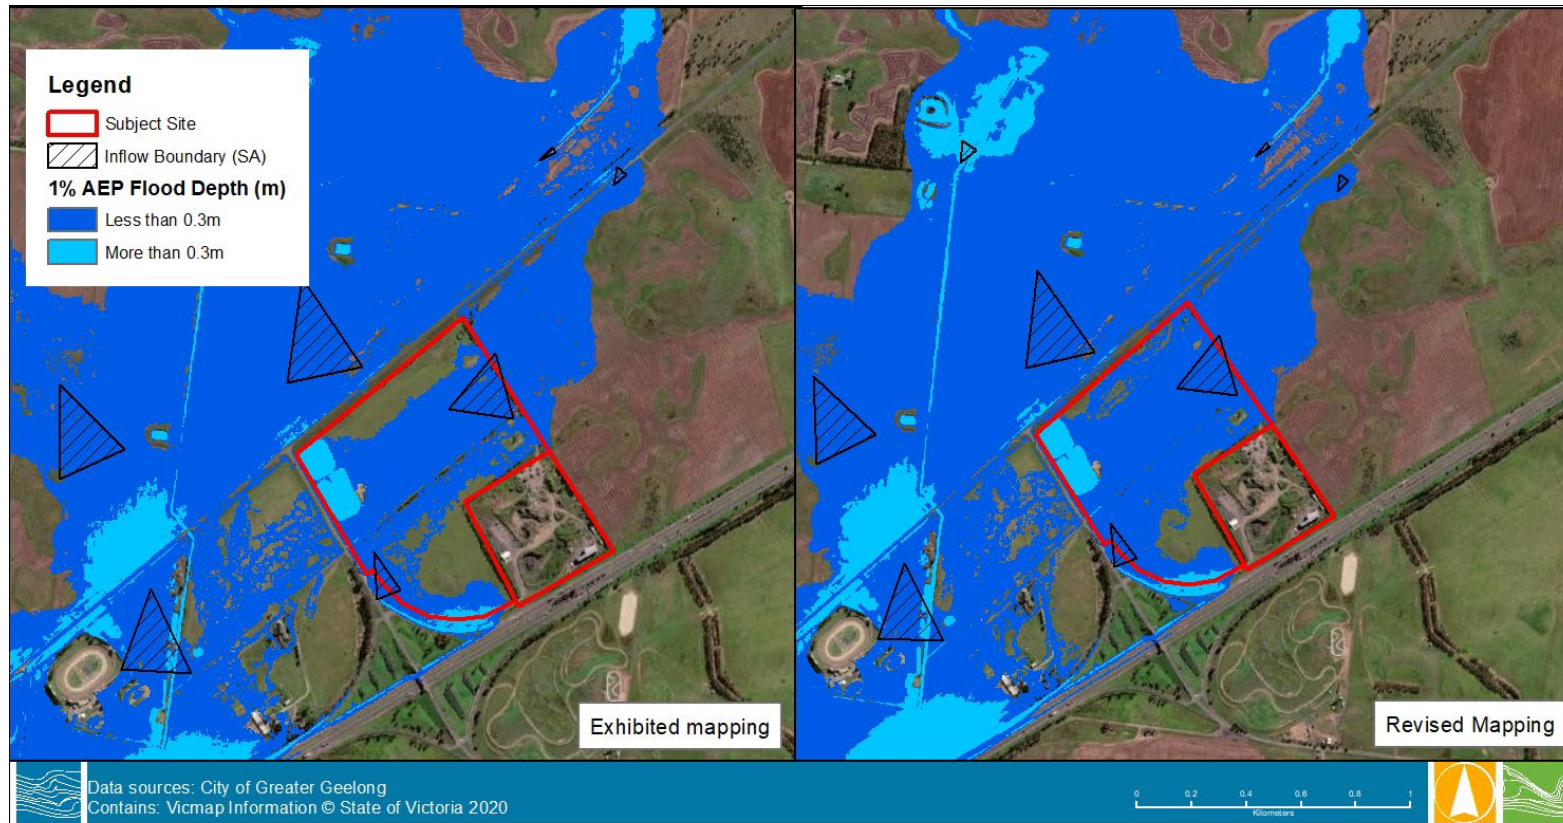 Legend
Subject Site
Inflow Boundary (SA)
1% AEP Flood Depth (m)
Less than 0.3m
More than 0.3m
Exhibited mapping
Revised Mapping
Data sources: City of Greater Geelong
Contains: Vicmap Information © State of Victoria 2020
0 0.2 0.4 0.6 0.8 1
Kilometers